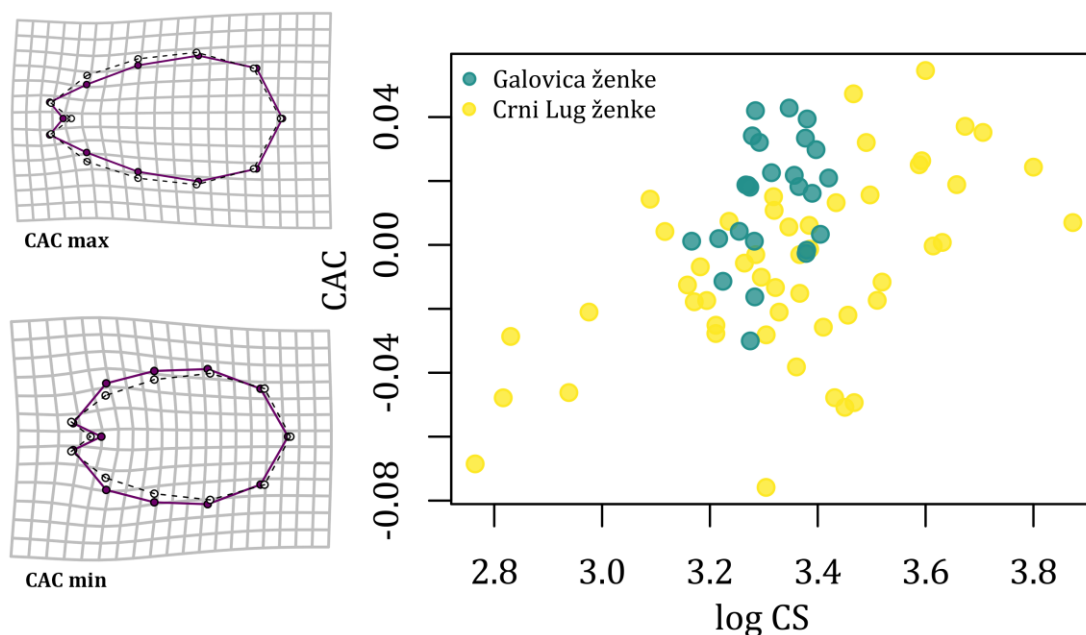 CAC max
CAC min
Galovica ženke
Crni Lug ženke
CAC
0.04
0.00
-0.04
-0.08
2.8 3.0 3.2 3.4 3.6 3.8
log CS